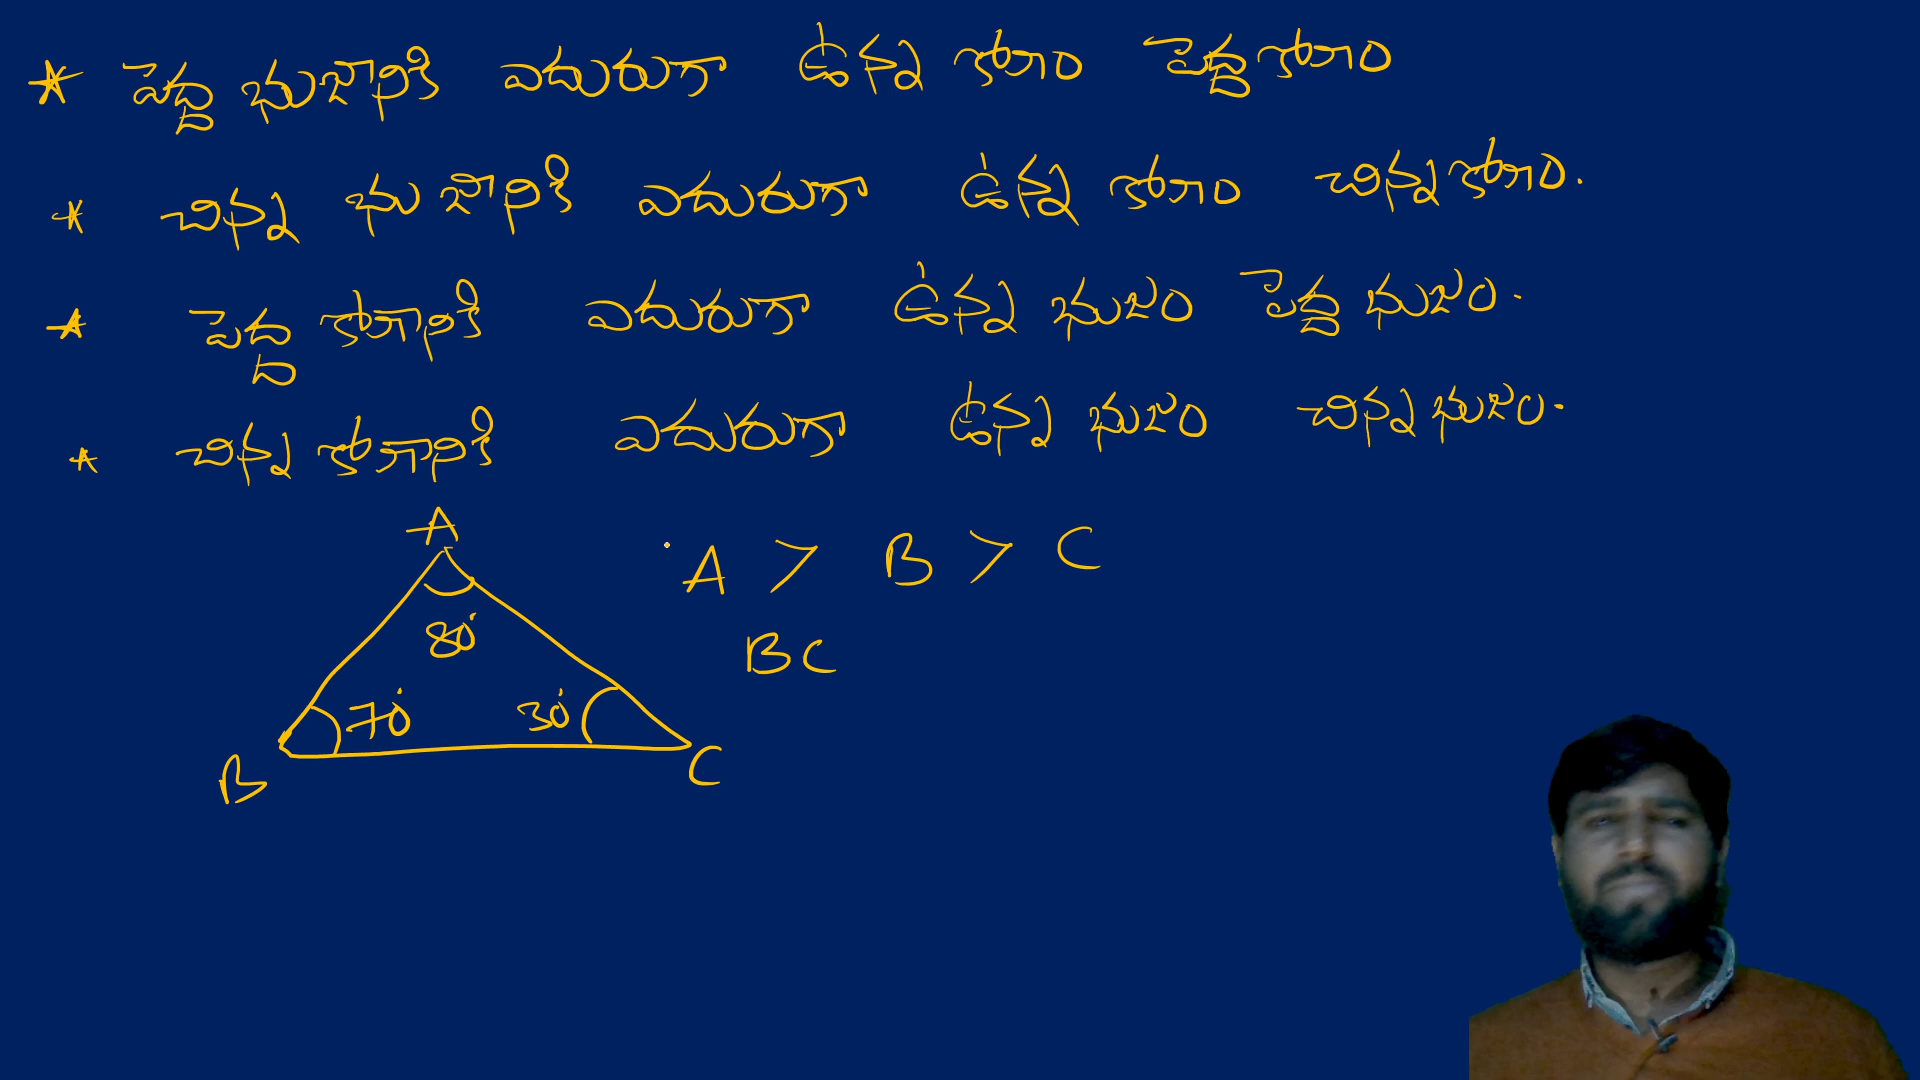 * పెద్ద భుజానికి ఎదురుగా ఉన్న కోణం పెద్దకోణం
* చిన్న భుజానికి ఎదురుగా ఉన్న కోణం చిన్నకోణం.
* పెద్ద కోణానికి ఎదురుగా ఉన్న భుజం పెద్ద భుజం.
* చిన్న కోణానికి ఎదురుగా ఉన్న భుజం చిన్న భుజం.
A
A > B > C
80°
BC
70° 30°
B C